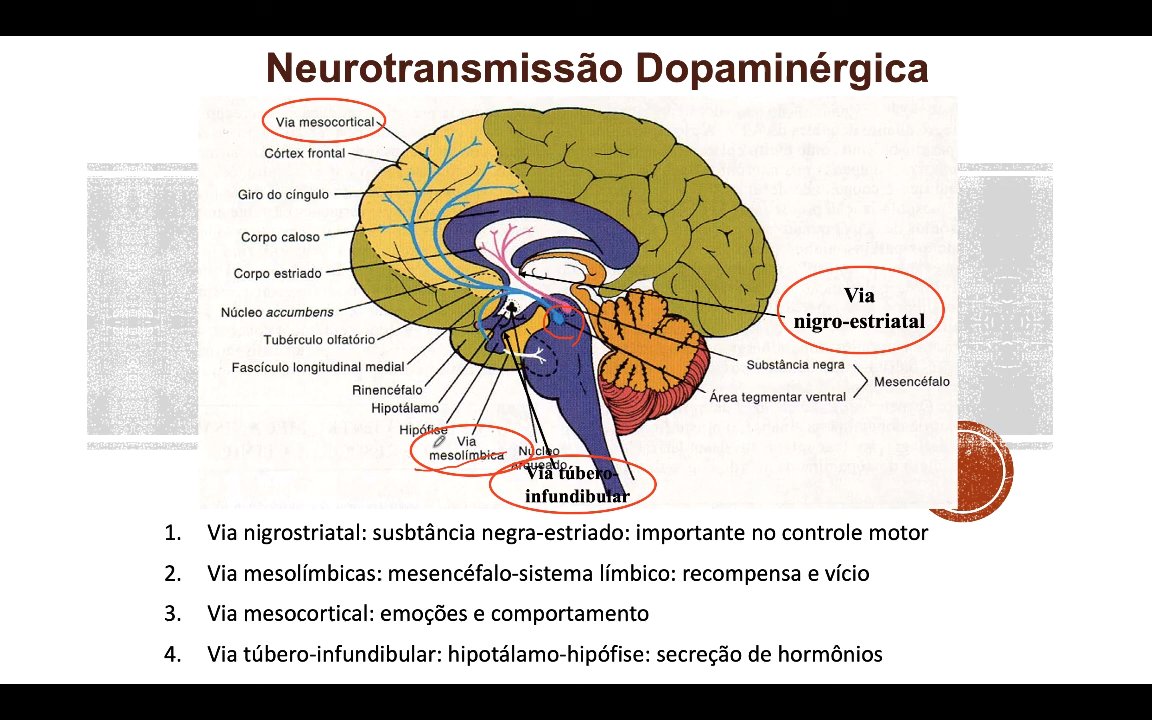 Neurotransmissão Dopaminérgica
Via mesocortical
Córtex frontal
Giro do cíngulo
Corpo caloso
Corpo estriado
Núcleo accumbens
Tubérculo olfatório
Fascículo longitudinal medial
Rinencéfalo
Hipotálamo
Hipófise
Via
mesolímbica
Núcleo
arqueado
Via túbero-
infundibular
Via
nigro-estriatal
Substância negra
Área tegmentar ventral
Mesencéfalo
1. Via nigrostriatal: susbtância negra-estriado: importante no controle motor
2. Via mesolímbicas: mesencéfalo-sistema límbico: recompensa e vício
3. Via mesocortical: emoções e comportamento
4. Via túbero-infundibular: hipotálamo-hipófise: secreção de hormônios